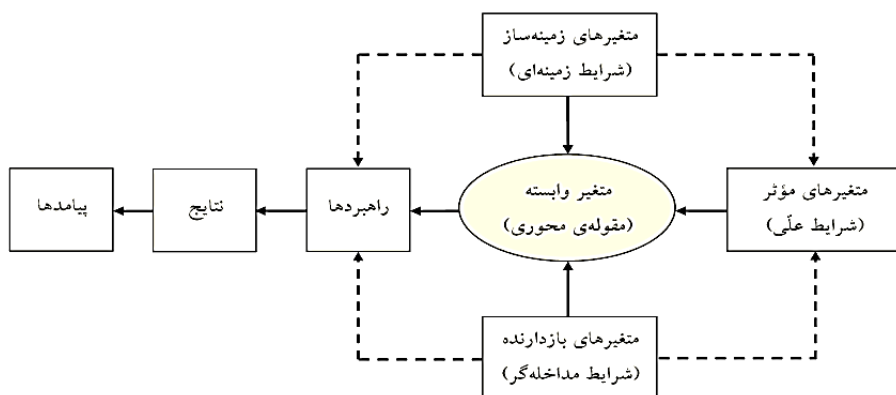 متغیرهای زمینه‌ساز
(شرایط زمینه‌ای)
متغیرهای مؤثر
(شرایط علّی)
متغیر وابسته
(مقوله‌ی محوری)
راهبردها
نتایج
پیامدها
متغیرهای بازدارنده
(شرایط مداخله‌گر)